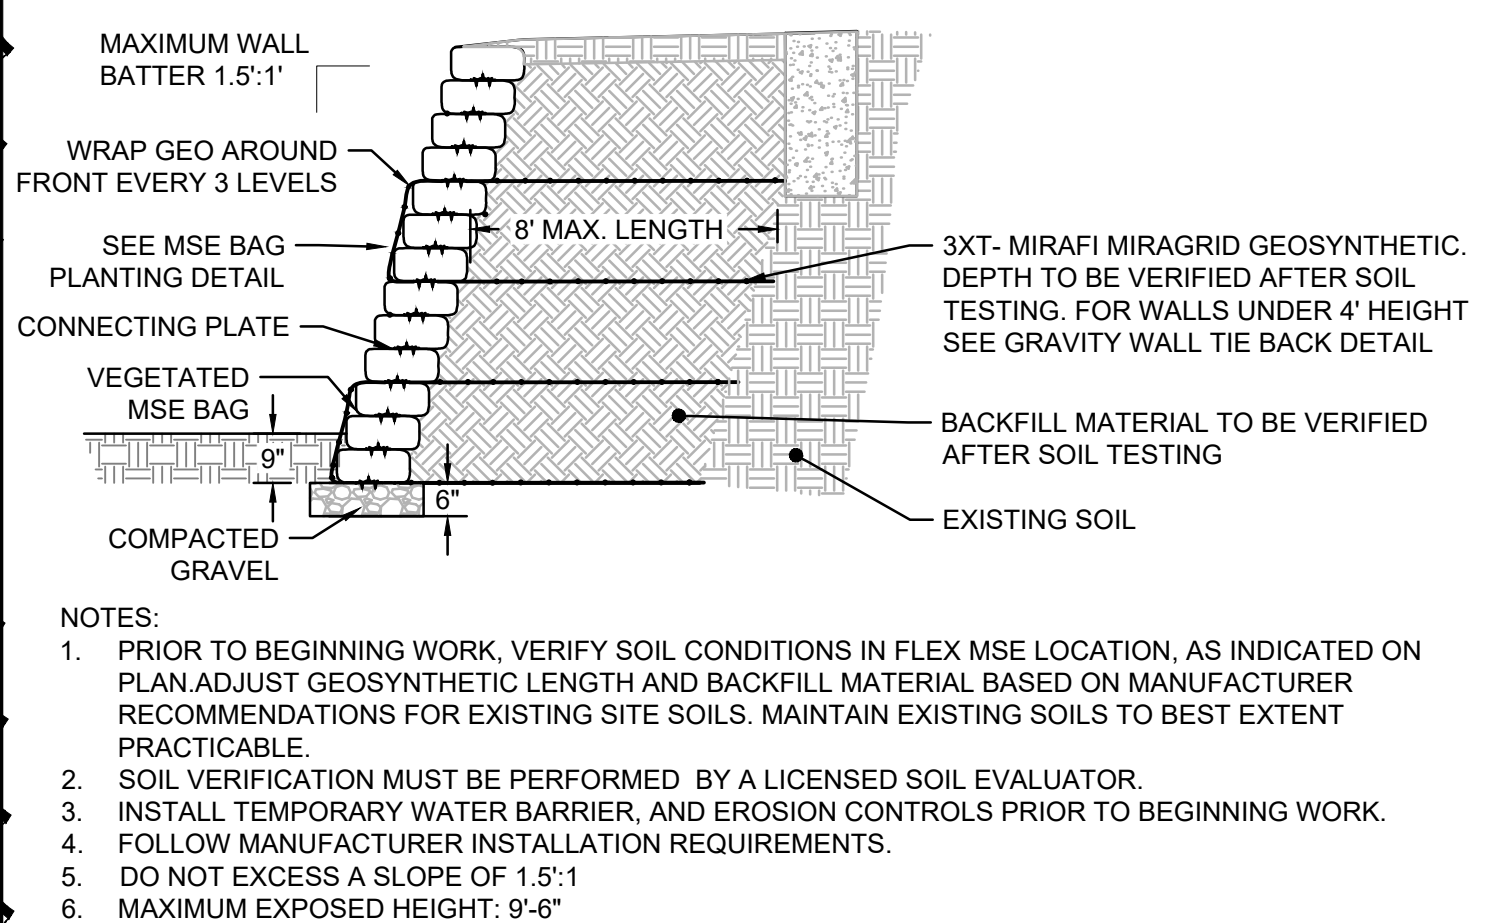 MAXIMUM WALL
BATTER 1.5':1'
WRAP GEO AROUND
FRONT EVERY 3 LEVELS
SEE MSE BAG
PLANTING DETAIL
8' MAX. LENGTH
3XT- MIRAFI MIRAGRID GEOSYNTHETIC.
DEPTH TO BE VERIFIED AFTER SOIL
TESTING. FOR WALLS UNDER 4' HEIGHT
SEE GRAVITY WALL TIE BACK DETAIL
CONNECTING PLATE
VEGETATED
MSE BAG
9"
6"
BACKFILL MATERIAL TO BE VERIFIED
AFTER SOIL TESTING
EXISTING SOIL
COMPACTED
GRAVEL
NOTES:
1. PRIOR TO BEGINNING WORK, VERIFY SOIL CONDITIONS IN FLEX MSE LOCATION, AS INDICATED ON
PLAN.ADJUST GEOSYNTHETIC LENGTH AND BACKFILL MATERIAL BASED ON MANUFACTURER
RECOMMENDATIONS FOR EXISTING SITE SOILS. MAINTAIN EXISTING SOILS TO BEST EXTENT
PRACTICABLE.
2. SOIL VERIFICATION MUST BE PERFORMED BY A LICENSED SOIL EVALUATOR.
3. INSTALL TEMPORARY WATER BARRIER, AND EROSION CONTROLS PRIOR TO BEGINNING WORK.
4. FOLLOW MANUFACTURER INSTALLATION REQUIREMENTS.
5. DO NOT EXCESS A SLOPE OF 1.5':1
6. MAXIMUM EXPOSED HEIGHT: 9'-6"